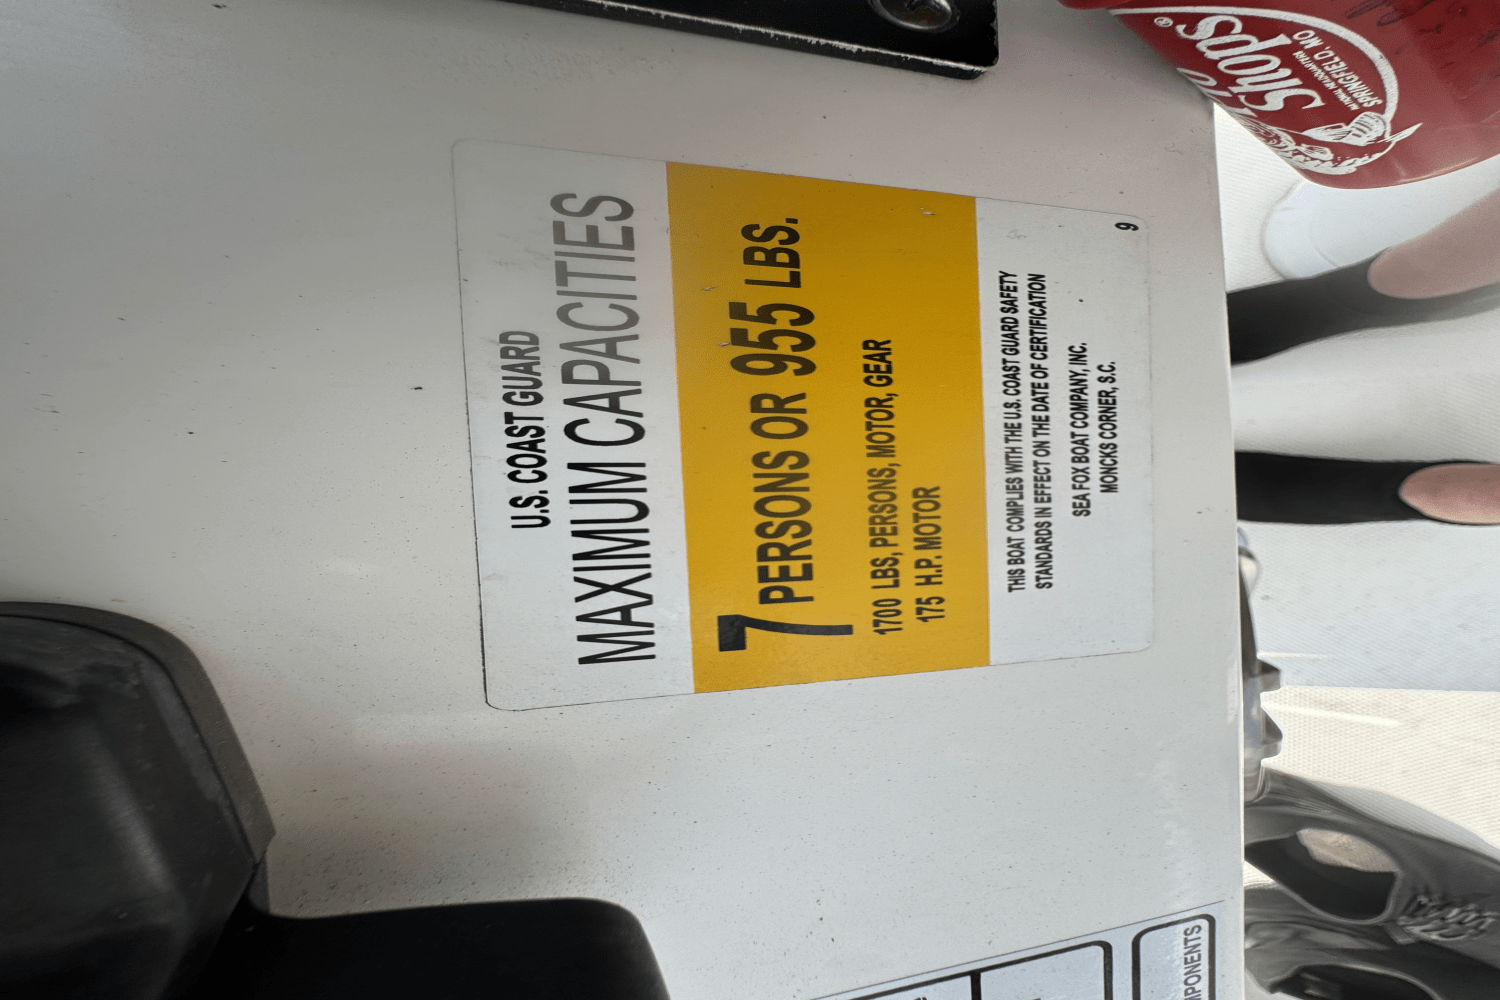 U.S. COAST GUARD
MAXIMUM CAPACITIES
7 PERSONS OR 955 LBS.
1700 LBS, PERSONS, MOTOR, GEAR
175 H.P. MOTOR
THIS BOAT COMPLIES WITH THE U.S. COAST GUARD SAFETY
STANDARDS IN EFFECT ON THE DATE OF CERTIFICATION
SEA FOX BOAT COMPANY, INC.
MONCKS CORNER, S.C.
9
Shops®
NATIONAL HEADQUARTERS
SPRINGFIELD, MO